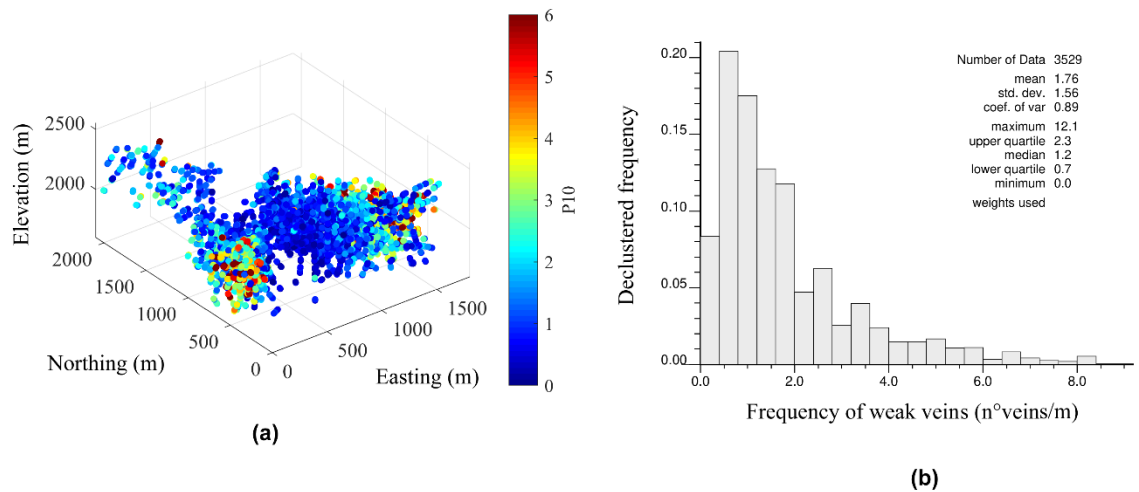 6
5
4
3
2
1
0
P10
2500
2000
Elevation (m)
2000
1500
1000
500
0
Northing (m)
0
500
1000
1500
Easting (m)
(a)
0.20
0.15
0.10
0.05
0.00
Declustered frequency
0.0
2.0
4.0
6.0
8.0
Frequency of weak veins (n°veins/m)
Number of Data 3529
mean 1.76
std. dev. 1.56
coef. of var 0.89
maximum 12.1
upper quartile 2.3
median 1.2
lower quartile 0.7
minimum 0.0
weights used
(b)